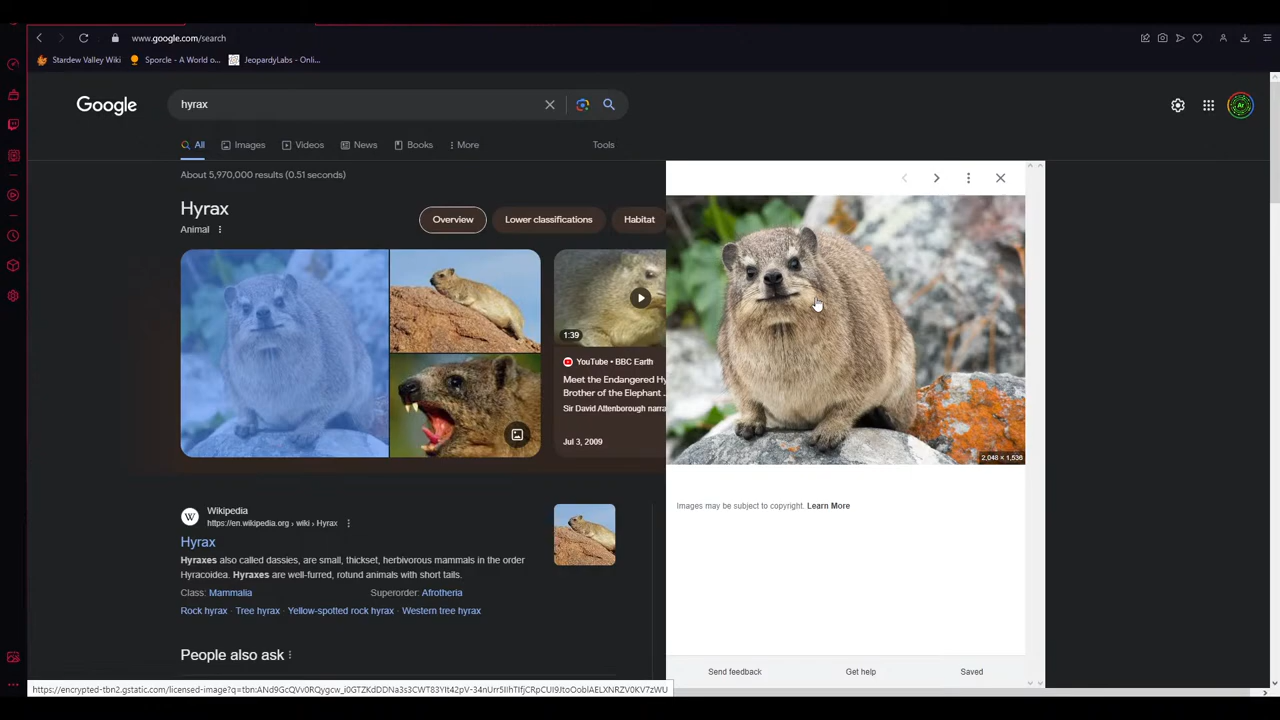 www.google.com/search
Stardew Valley Wiki
Sporcle - A World o...
JeopardyLabs - Onli...
Google
hyrax
All
Images
Videos
News
Books
More
Tools
About 5,970,000 results (0.51 seconds)
Hyrax
Animal
Overview
Lower classifications
Habitat
1:39
YouTube • BBC Earth
Meet the Endangered Hy
Brother of the Elephant .
Sir David Attenborough narra
Jul 3, 2009
2,048 × 1,536
Images may be subject to copyright. Learn More
W
Wikipedia
https://en.wikipedia.org › wiki › Hyrax
Hyrax
Hyraxes also called dassies, are small, thickset, herbivorous mammals in the order
Hyracoidea. Hyraxes are well-furred, rotund animals with short tails.
Class: Mammalia
Superorder: Afrotheria
Rock hyrax · Tree hyrax · Yellow-spotted rock hyrax · Western tree hyrax
People also ask
Send feedback
Get help
Saved